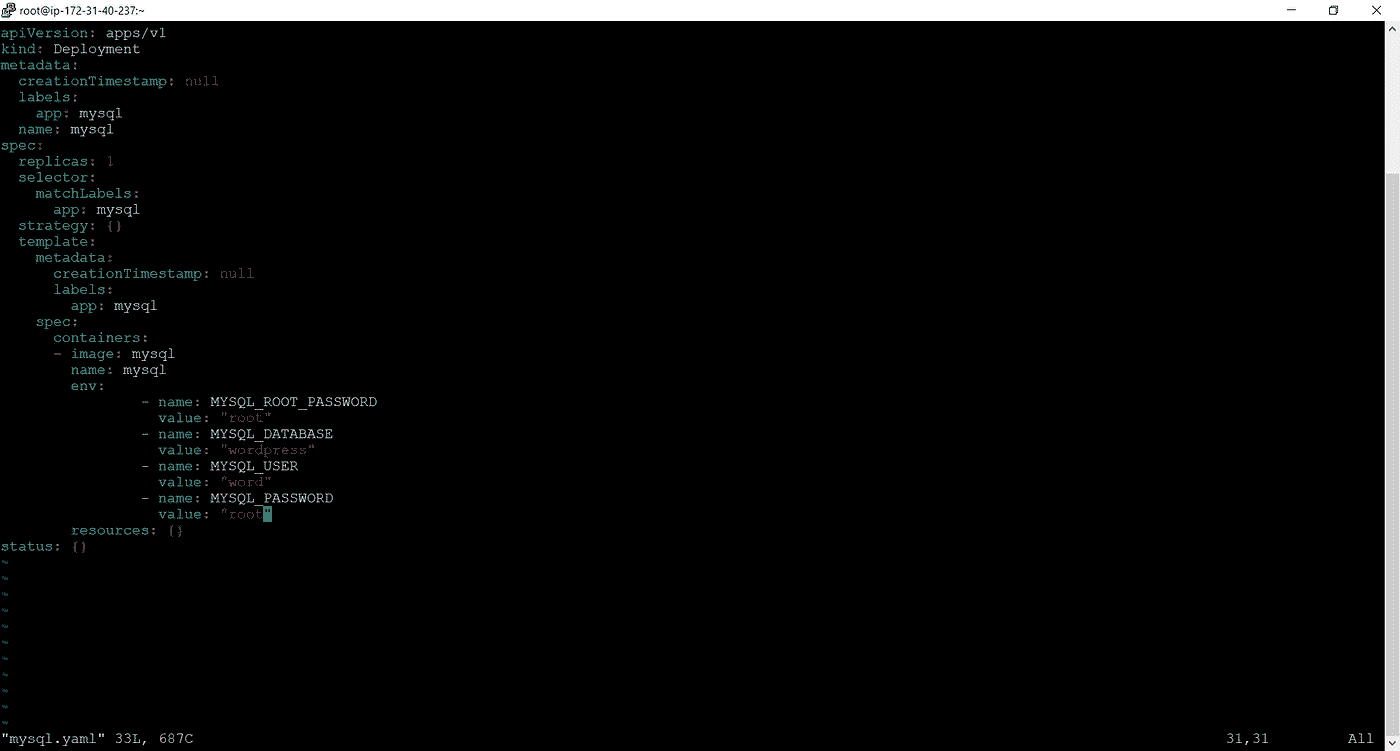 root@ip-172-31-40-237:~
apiVersion: apps/v1
kind: Deployment
metadata:
  creationTimestamp: null
  labels:
    app: mysql
  name: mysql
spec:
  replicas: 1
  selector:
    matchLabels:
      app: mysql
  strategy: {}
  template:
    metadata:
      creationTimestamp: null
      labels:
        app: mysql
    spec:
      containers:
      - image: mysql
        name: mysql
        env:
                - name: MYSQL_ROOT_PASSWORD
                  value: "root"
                - name: MYSQL_DATABASE
                  value: "wordpress"
                - name: MYSQL_USER
                  value: "word"
                - name: MYSQL_PASSWORD
                  value: "root"
        resources: {}
status: {}
~
~
~
~
~
~
~
~
~
~
~
"mysql.yaml" 33L, 687C 31,31 All